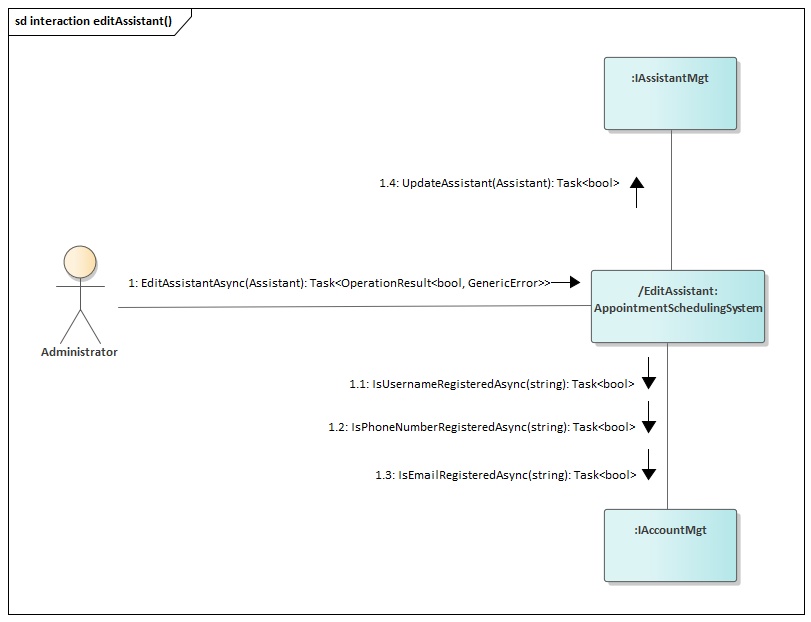 sd interaction editAssistant()
:IAssistantMgt
1.4: UpdateAssistant(Assistant): Task<bool>
1: EditAssistantAsync(Assistant): Task<OperationResult<bool, GenericError>>
/EditAssistant:
AppointmentSchedulingSystem
Administrator
1.1: IsUsernameRegisteredAsync(string): Task<bool>
1.2: IsPhoneNumberRegisteredAsync(string): Task<bool>
1.3: IsEmailRegisteredAsync(string): Task<bool>
:IAccountMgt